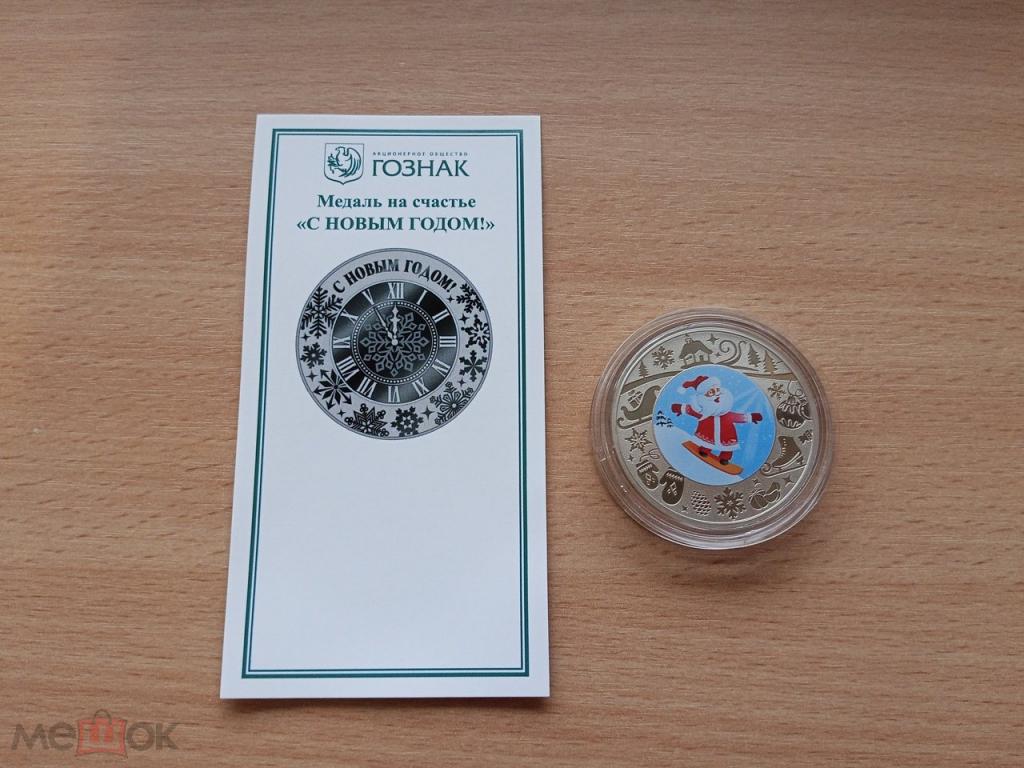 АКЦИОНЕРНОЕ ОБЩЕСТВО
ГОЗНАК
Медаль на счастье
«С НОВЫМ ГОДОМ!»
С НОВЫМ ГОДОМ!
мешок